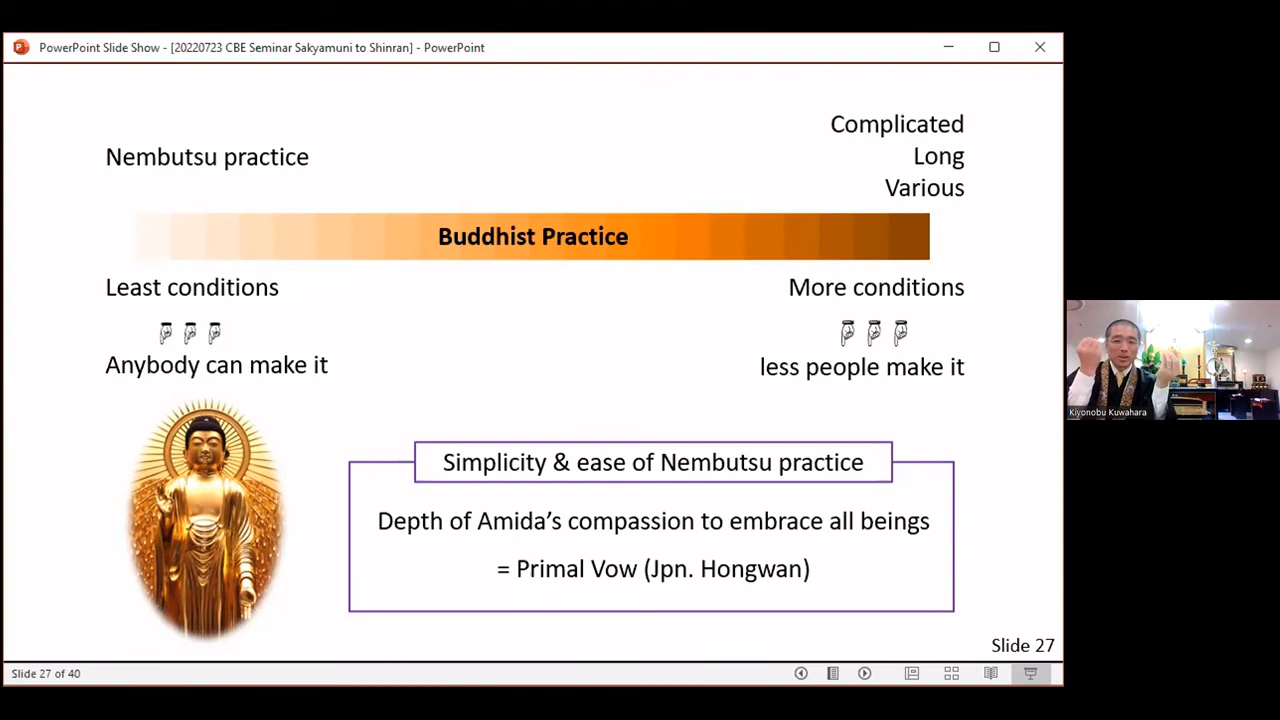 PowerPoint Slide Show - [20220723 CBE Seminar Sakyamuni to Shinran] - PowerPoint
Complicated
Nembutsu practice
Long
Various
Buddhist Practice
Least conditions
More conditions
Anybody can make it
less people make it
Simplicity & ease of Nembutsu practice
Depth of Amida’s compassion to embrace all beings
= Primal Vow (Jpn. Hongwan)
Slide 27
Slide 27 of 40
Kiyonobu Kuwahara